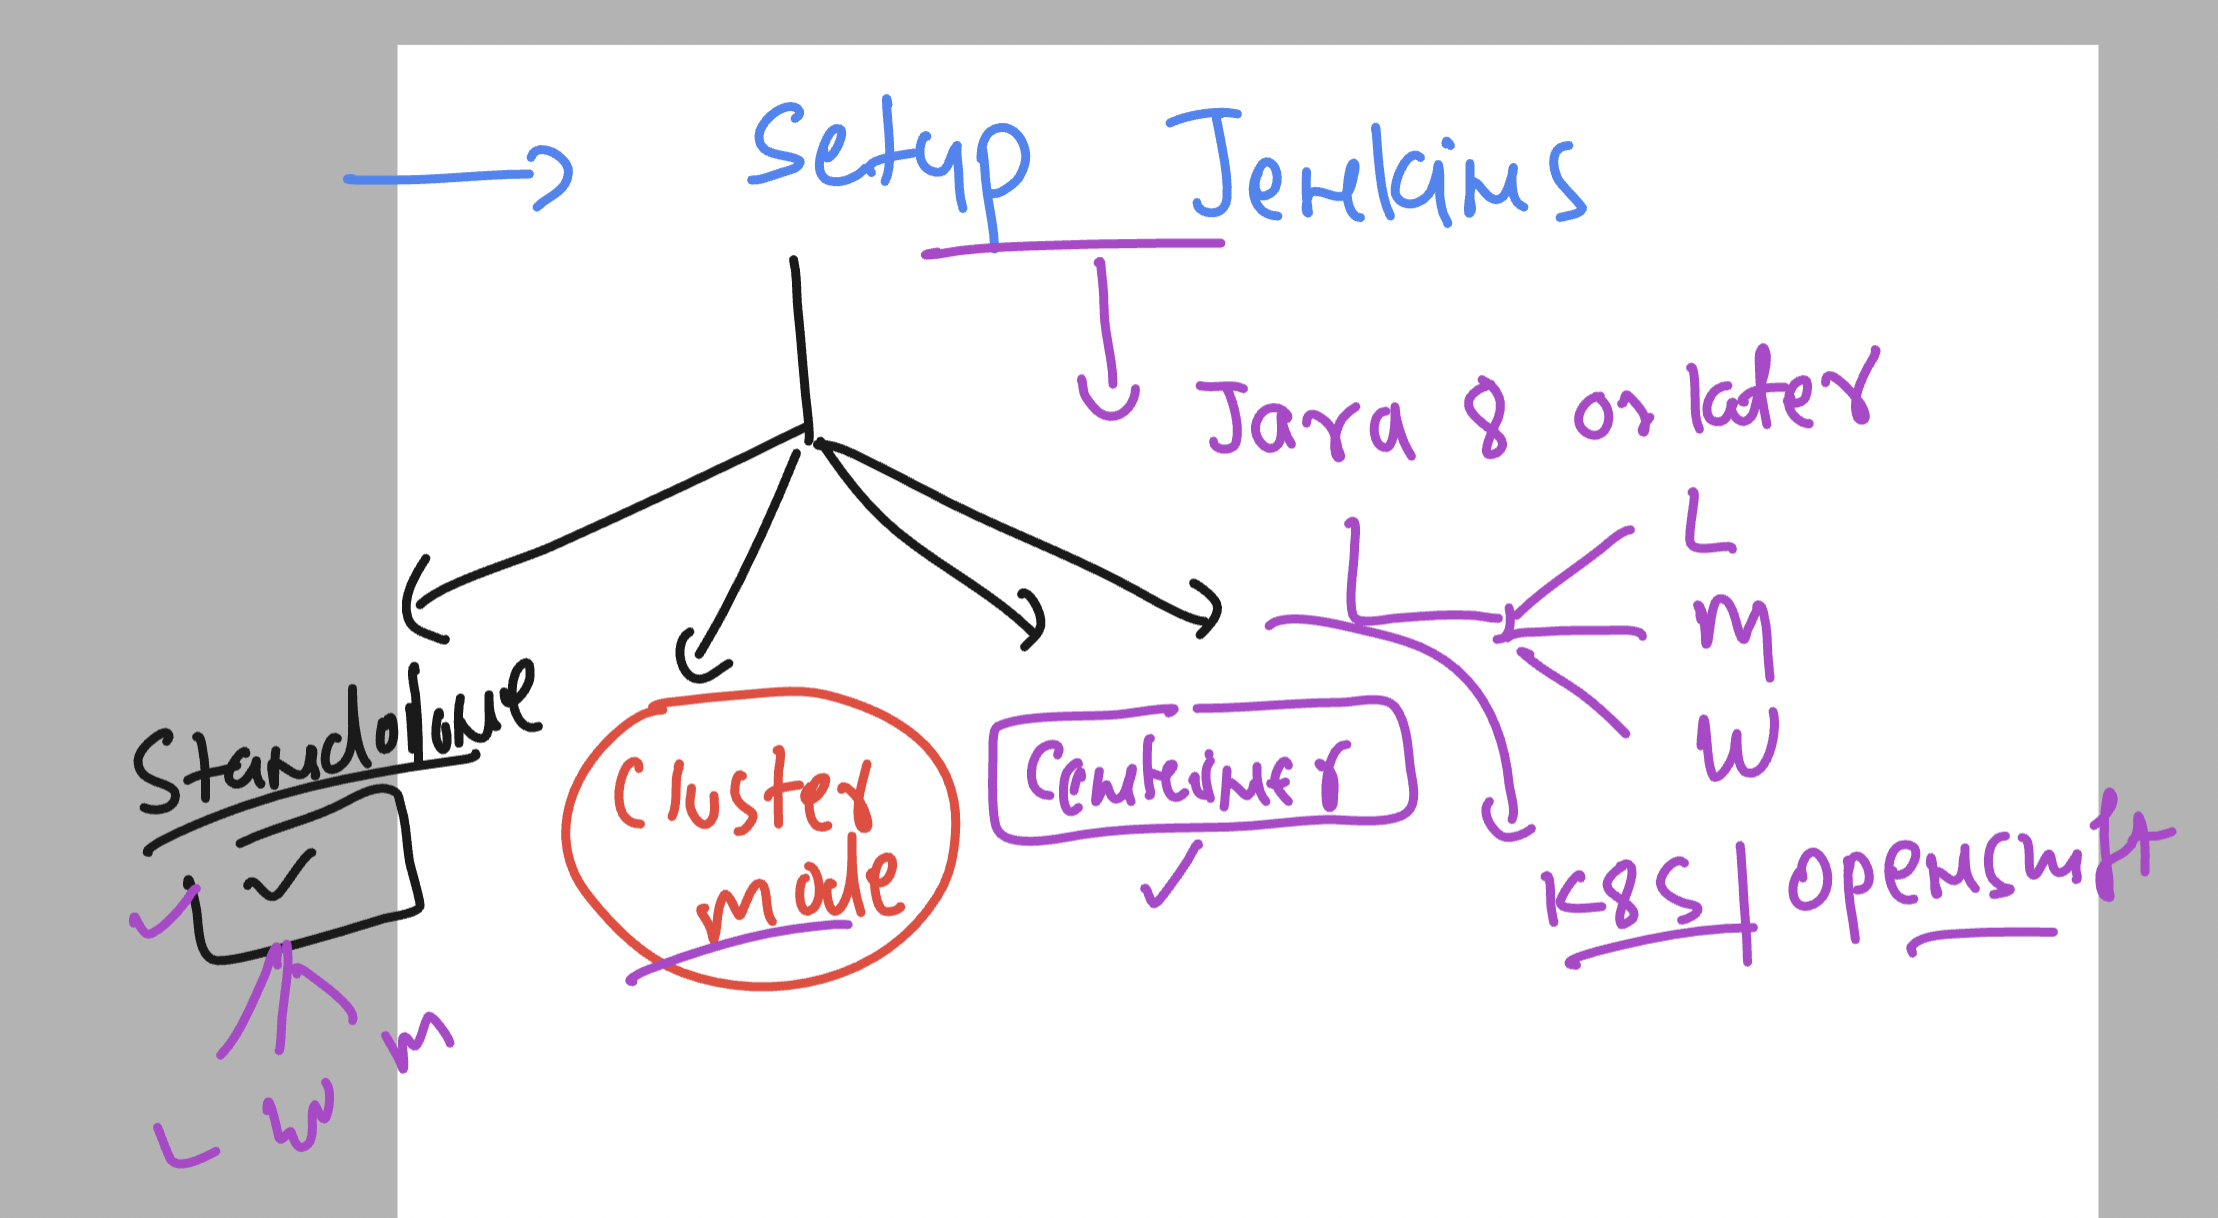 Setup Jenkins
Java 8 or later
L
M
W
Standalone
Cluster
mode
Container
K8S | Openshift
L W M